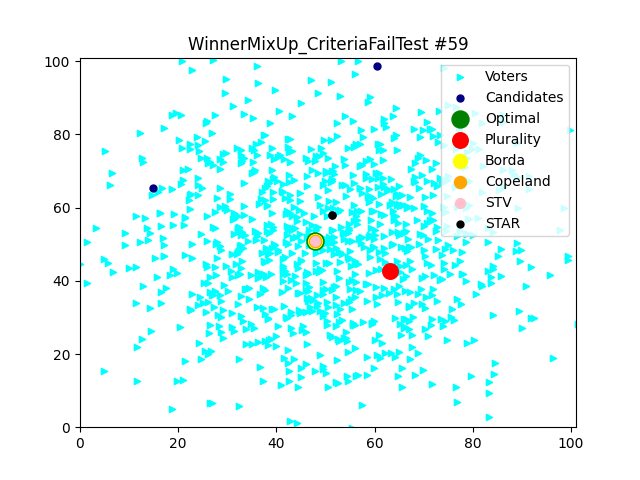 WinnerMixUp_CriteriaFailTest #59
100
80
60
40
20
0
0
20
40
60
80
100
Voters
Candidates
Optimal
Plurality
Borda
Copeland
STV
STAR